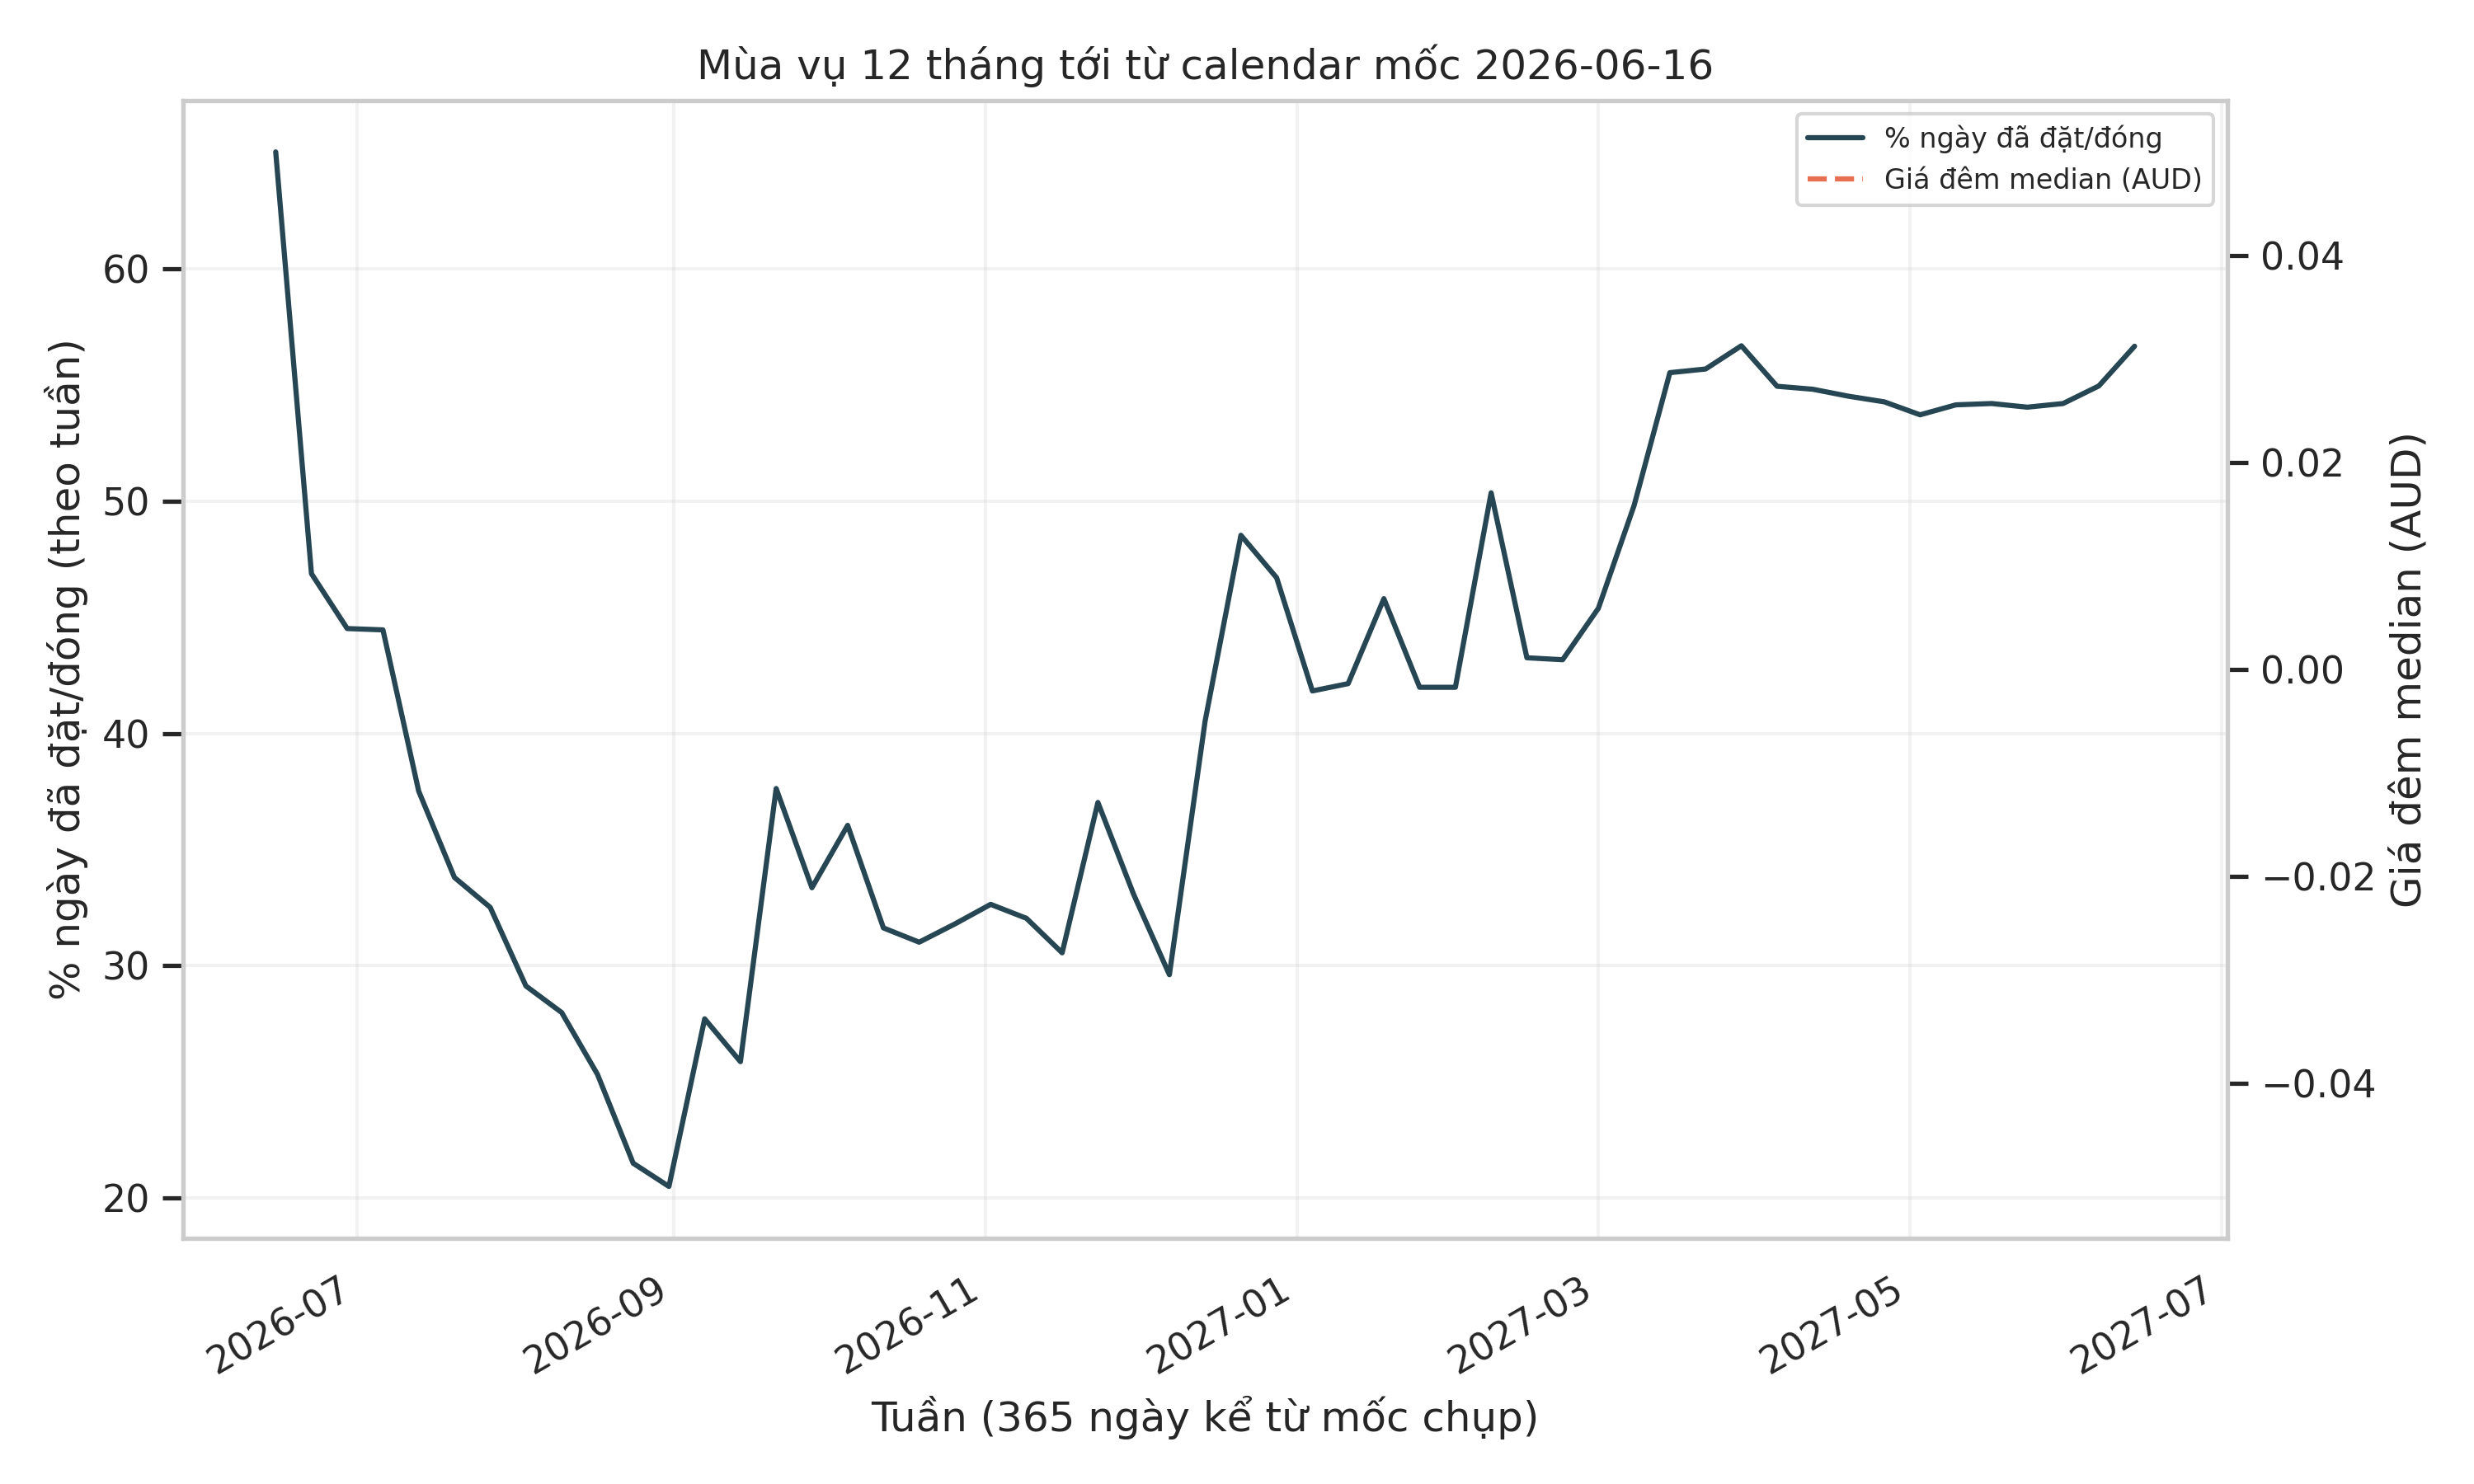 Mùa vụ 12 tháng tới từ calendar mốc 2026-06-16
% ngày đã đặt/đóng
Giá đêm median (AUD)
% ngày đã đặt/đóng (theo tuần)
60
50
40
30
20
0.04
0.02
0.00
−0.02
−0.04
Giá đêm median (AUD)
2026-07
2026-09
2026-11
2027-01
2027-03
2027-05
2027-07
Tuần (365 ngày kể từ mốc chụp)